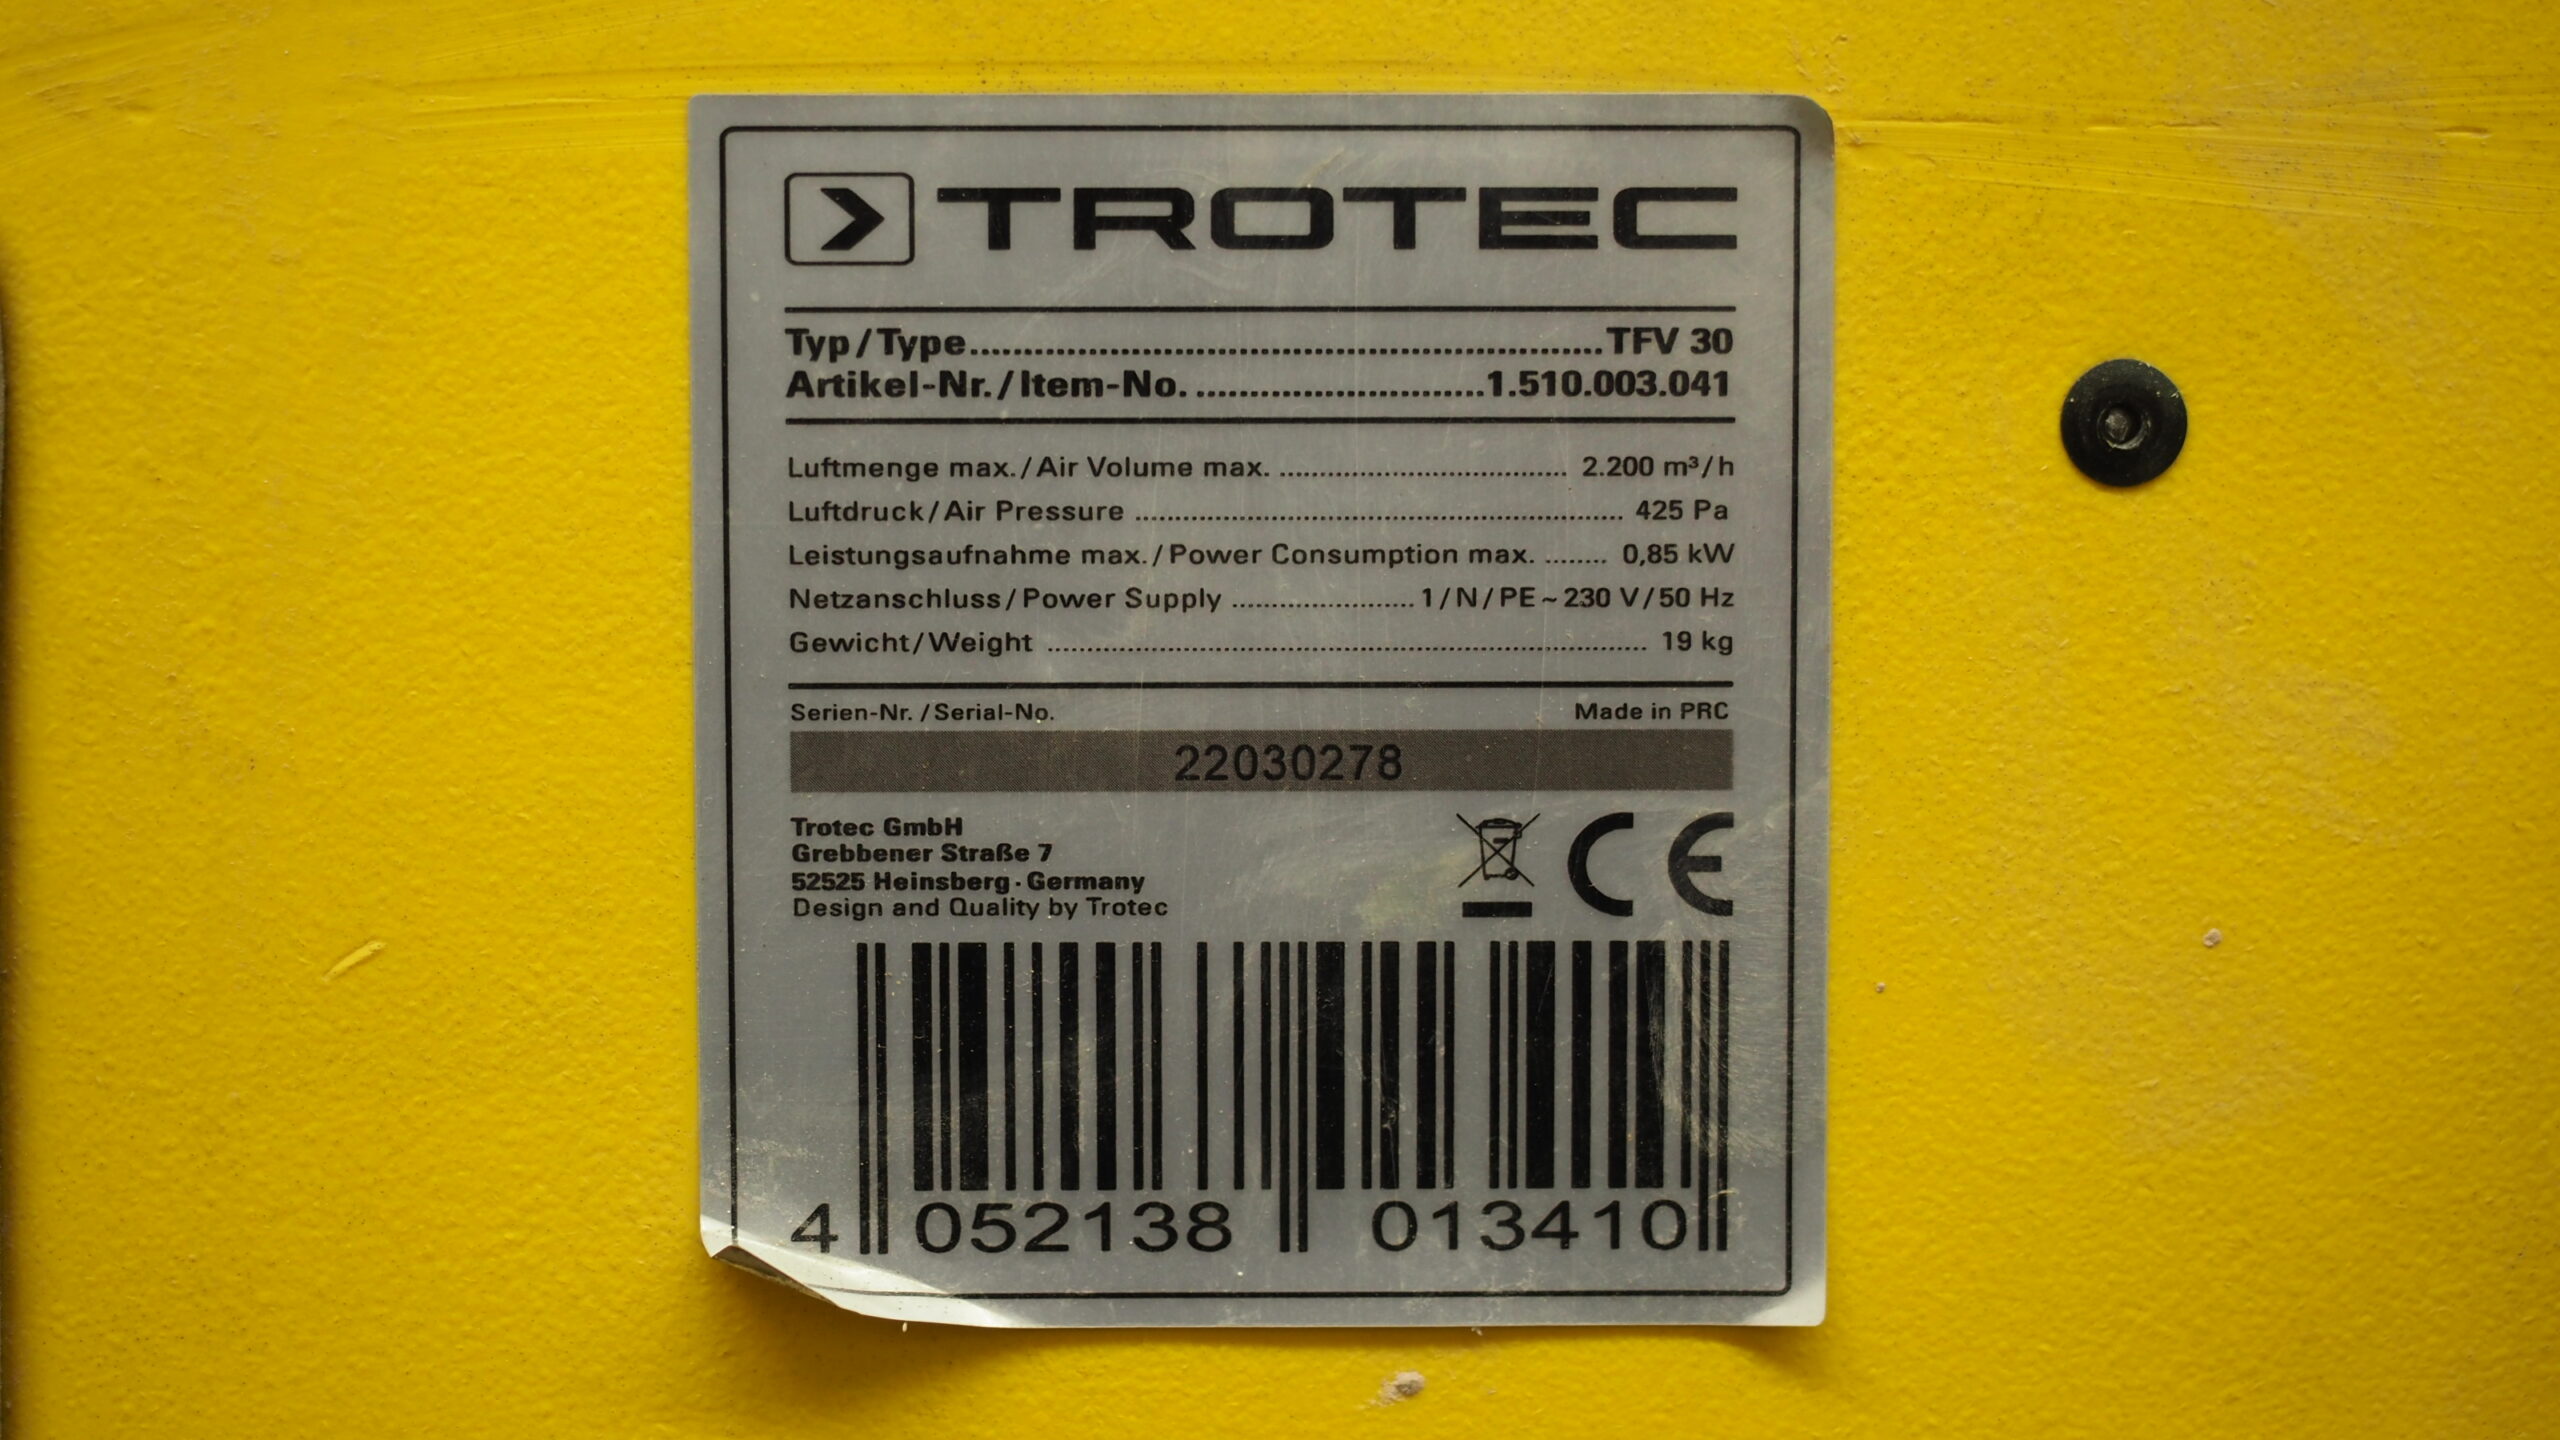 TROTEC
Typ/Type......................................................TFV 30
Artikel-Nr./Item-No. ...........................1.510.003.041
Luftmenge max./Air Volume max. .................................... 2.200 m³/h
Luftdruck/Air Pressure .............................................................. 425 Pa
Leistungsaufnahme max./Power Consumption max. ........ 0,85 kW
Netzanschluss/Power Supply .......................1/N/PE~230 V/50 Hz
Gewicht/Weight ............................................................................ 19 kg
Serien-Nr. /Serial-No. Made in PRC
22030278
Trotec GmbH
Grebbener Straße 7
52525 Heinsberg · Germany
Design and Quality by Trotec
CE
4 052138 013410